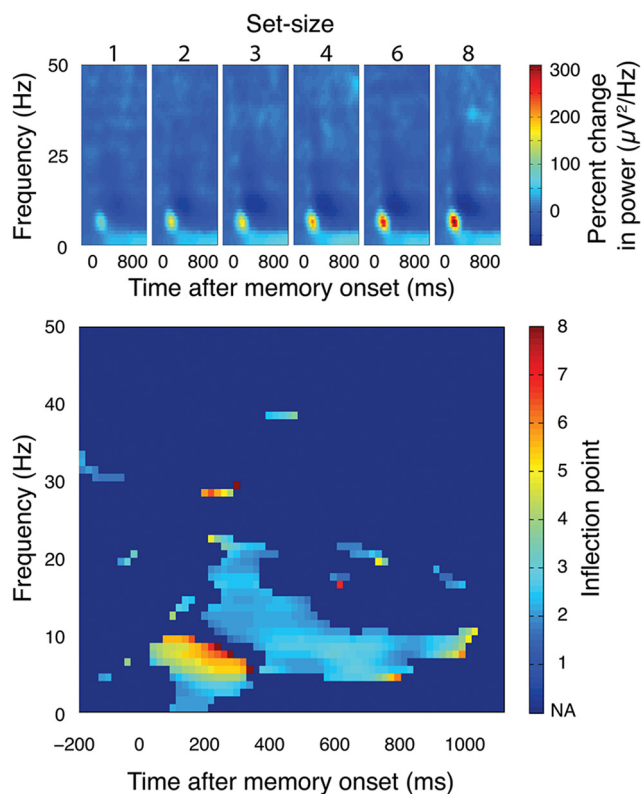 Set-size
1 2 3 4 6 8
50
25
0
Frequency (Hz)
0 800 0 800 0 800 0 800 0 800 0 800
Time after memory onset (ms)
300
200
100
0
Percent change
in power (µV²/Hz)
50
40
30
20
10
0
Frequency (Hz)
−200 0 200 400 600 800 1000
Time after memory onset (ms)
8
7
6
5
4
3
2
1
NA
Inflection point